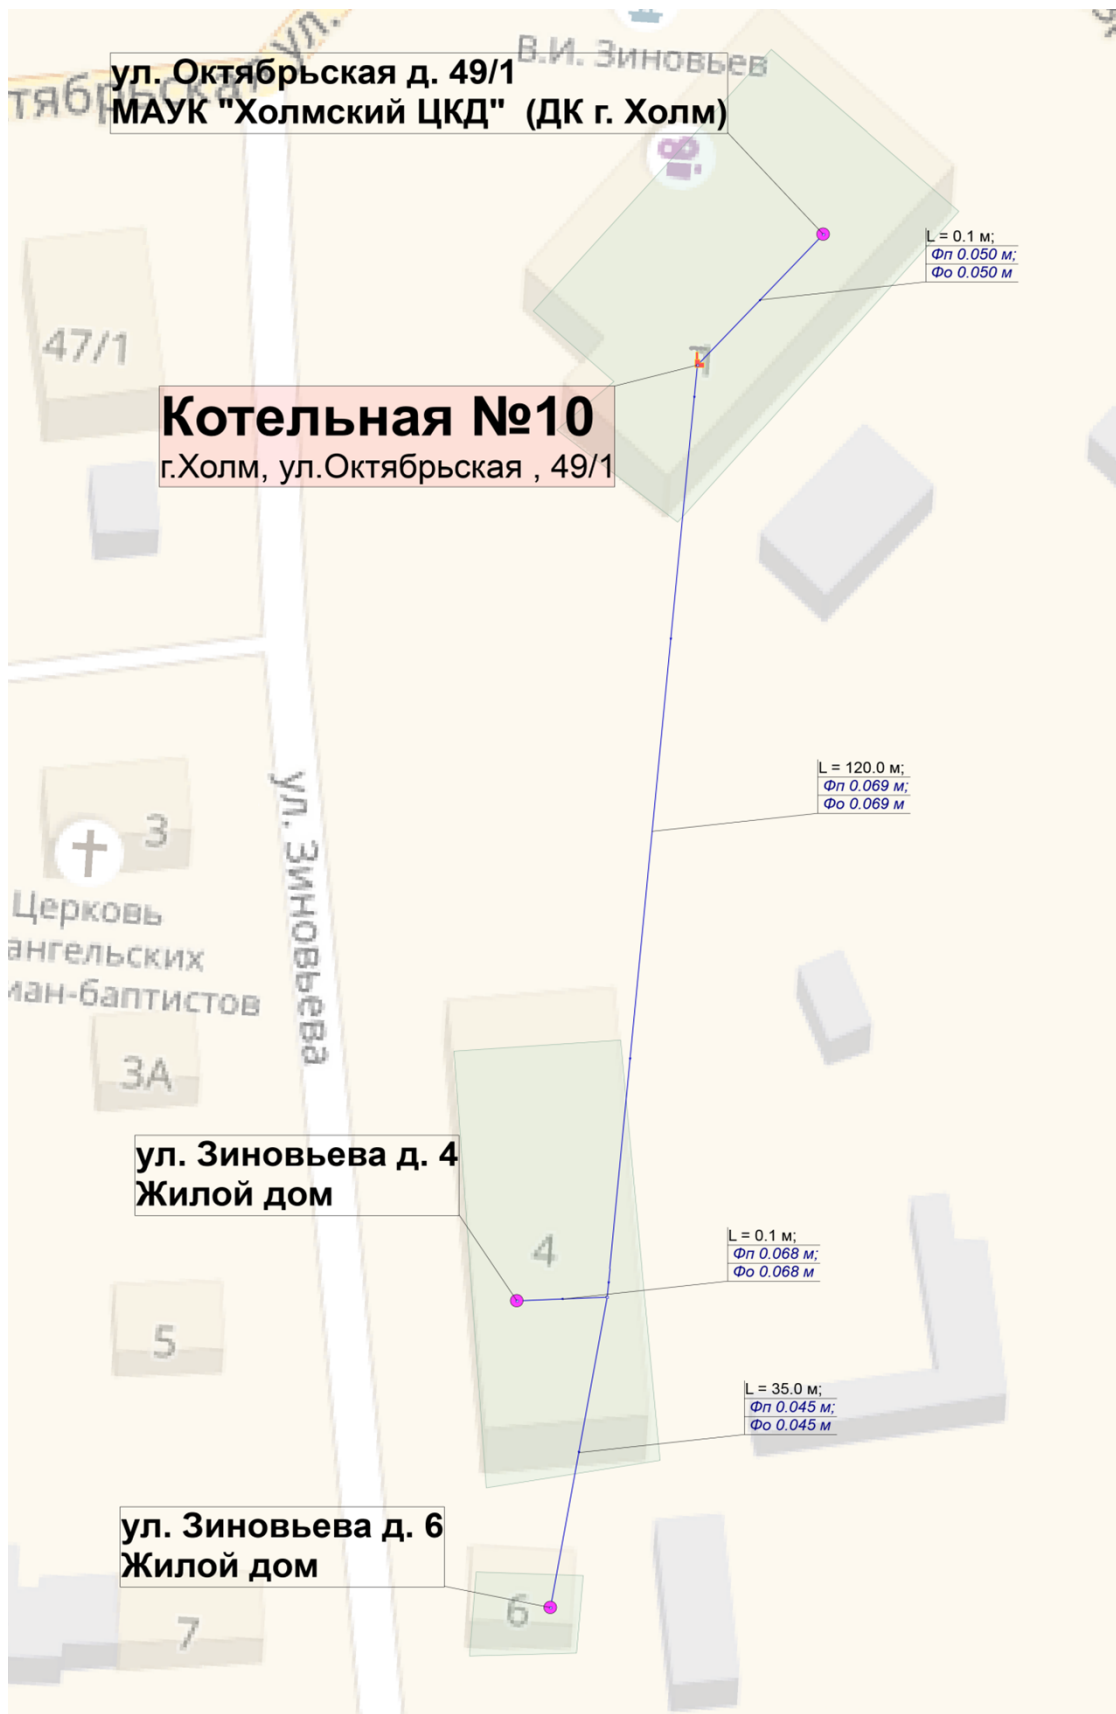 В.И. Зиновьев
ул. Октябрьская д. 49/1
МАУК "Холмский ЦКД" (ДК г. Холм)
L = 0.1 м;
Фп 0.050 м;
Фо 0.050 м
47/1
Котельная №10
г.Холм, ул.Октябрьская , 49/1
L = 120.0 м;
Фп 0.069 м;
Фо 0.069 м
ул. Зиновьева
3
Церковь
ангельских
ман-баптистов
3А
ул. Зиновьева д. 4
Жилой дом
4
L = 0.1 м;
Фп 0.068 м;
Фо 0.068 м
5
L = 35.0 м;
Фп 0.045 м;
Фо 0.045 м
ул. Зиновьева д. 6
Жилой дом
6
7